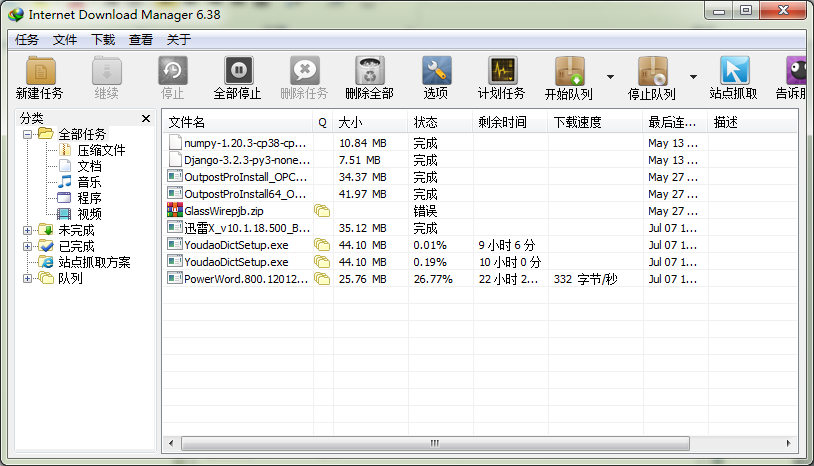 Internet Download Manager 6.38
任务 文件 下载 查看 关于
新建任务 继续 停止 全部停止 删除任务 删除全部 选项 计划任务 开始队列 停止队列 站点抓取 告诉朋
分类
全部任务
压缩文件
文档
音乐
程序
视频
未完成
已完成
站点抓取方案
队列
文件名 Q 大小 状态 剩余时间 下载速度 最后连... 描述
numpy-1.20.3-cp38-cp... 10.84 MB 完成 May 13 ...
Django-3.2.3-py3-none... 7.51 MB 完成 May 13 ...
OutpostProInstall_OPC... 34.37 MB 完成 May 27 ...
OutpostProInstall64_O... 41.97 MB 完成 May 27 ...
GlassWirepjb.zip 错误 May 27 ...
迅雷X_v10.1.18.500_B... 35.12 MB 完成 Jul 07 1...
YoudaoDictSetup.exe 44.10 MB 0.01% 9 小时 6 分 Jul 07 1...
YoudaoDictSetup.exe 44.10 MB 0.19% 10 小时 0 分 Jul 07 1...
PowerWord.800.12012... 25.76 MB 26.77% 22 小时 2... 332 字节/秒 Jul 07 1...